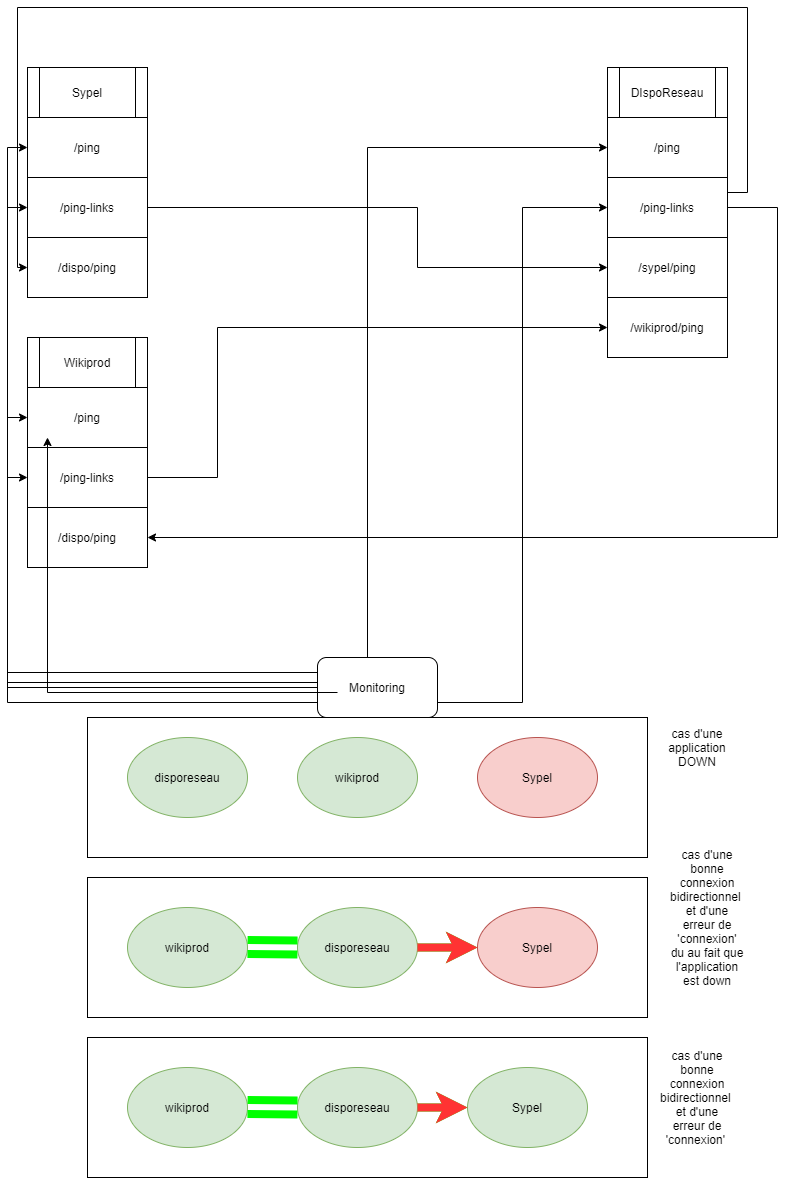 Sypel
/ping
/ping-links
/dispo/ping
DIspoReseau
/ping
/ping-links
/sypel/ping
/wikiprod/ping
Wikiprod
/ping
/ping-links
/dispo/ping
Monitoring
disporeseau
wikiprod
Sypel
cas d'une
application
DOWN
wikiprod
disporeseau
Sypel
cas d'une
bonne
connexion
bidirectionnel
et d'une
erreur de
'connexion'
du au fait que
l'application
est down
wikiprod
disporeseau
Sypel
cas d'une
bonne
connexion
bidirectionnel
et d'une
erreur de
'connexion'